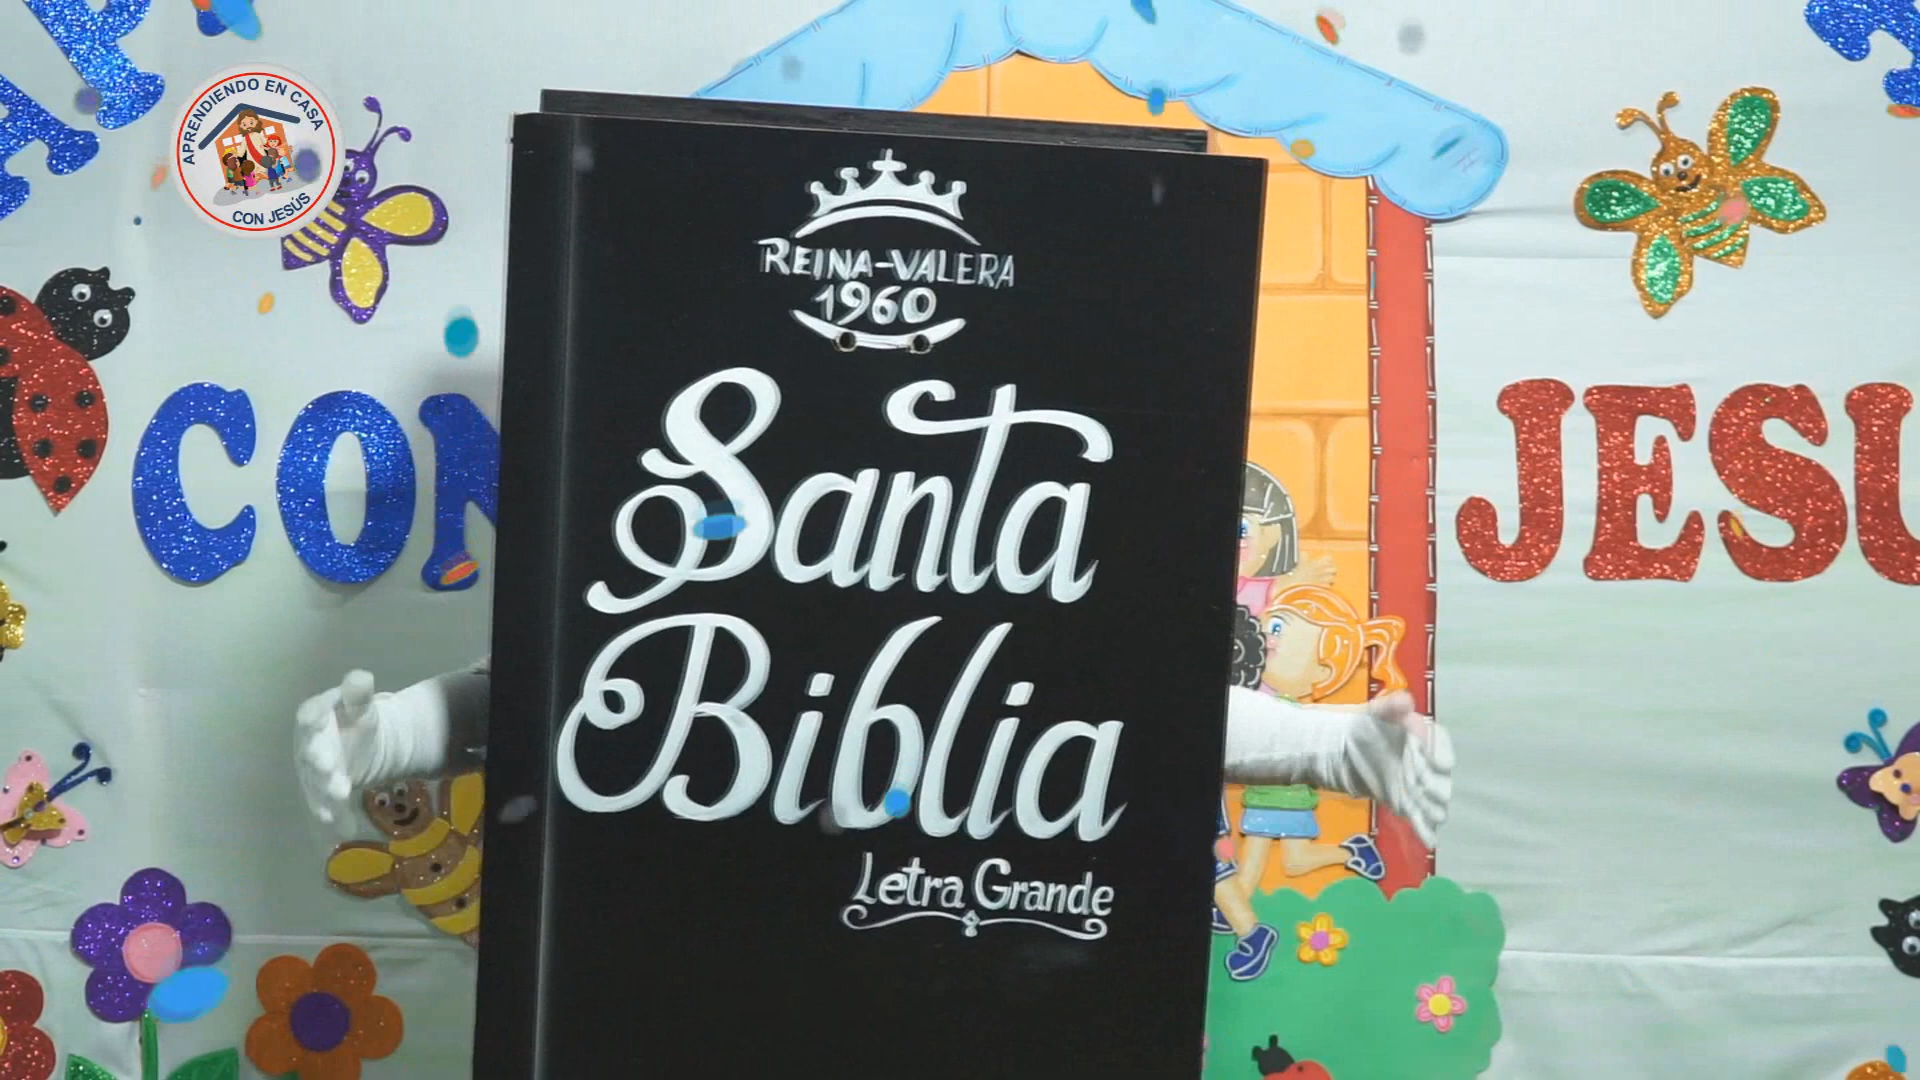 APRENDIENDO EN CASA
CON JESÚS
REINA-VALERA
1960
Santa
Biblia
Letra Grande
CON
JESU